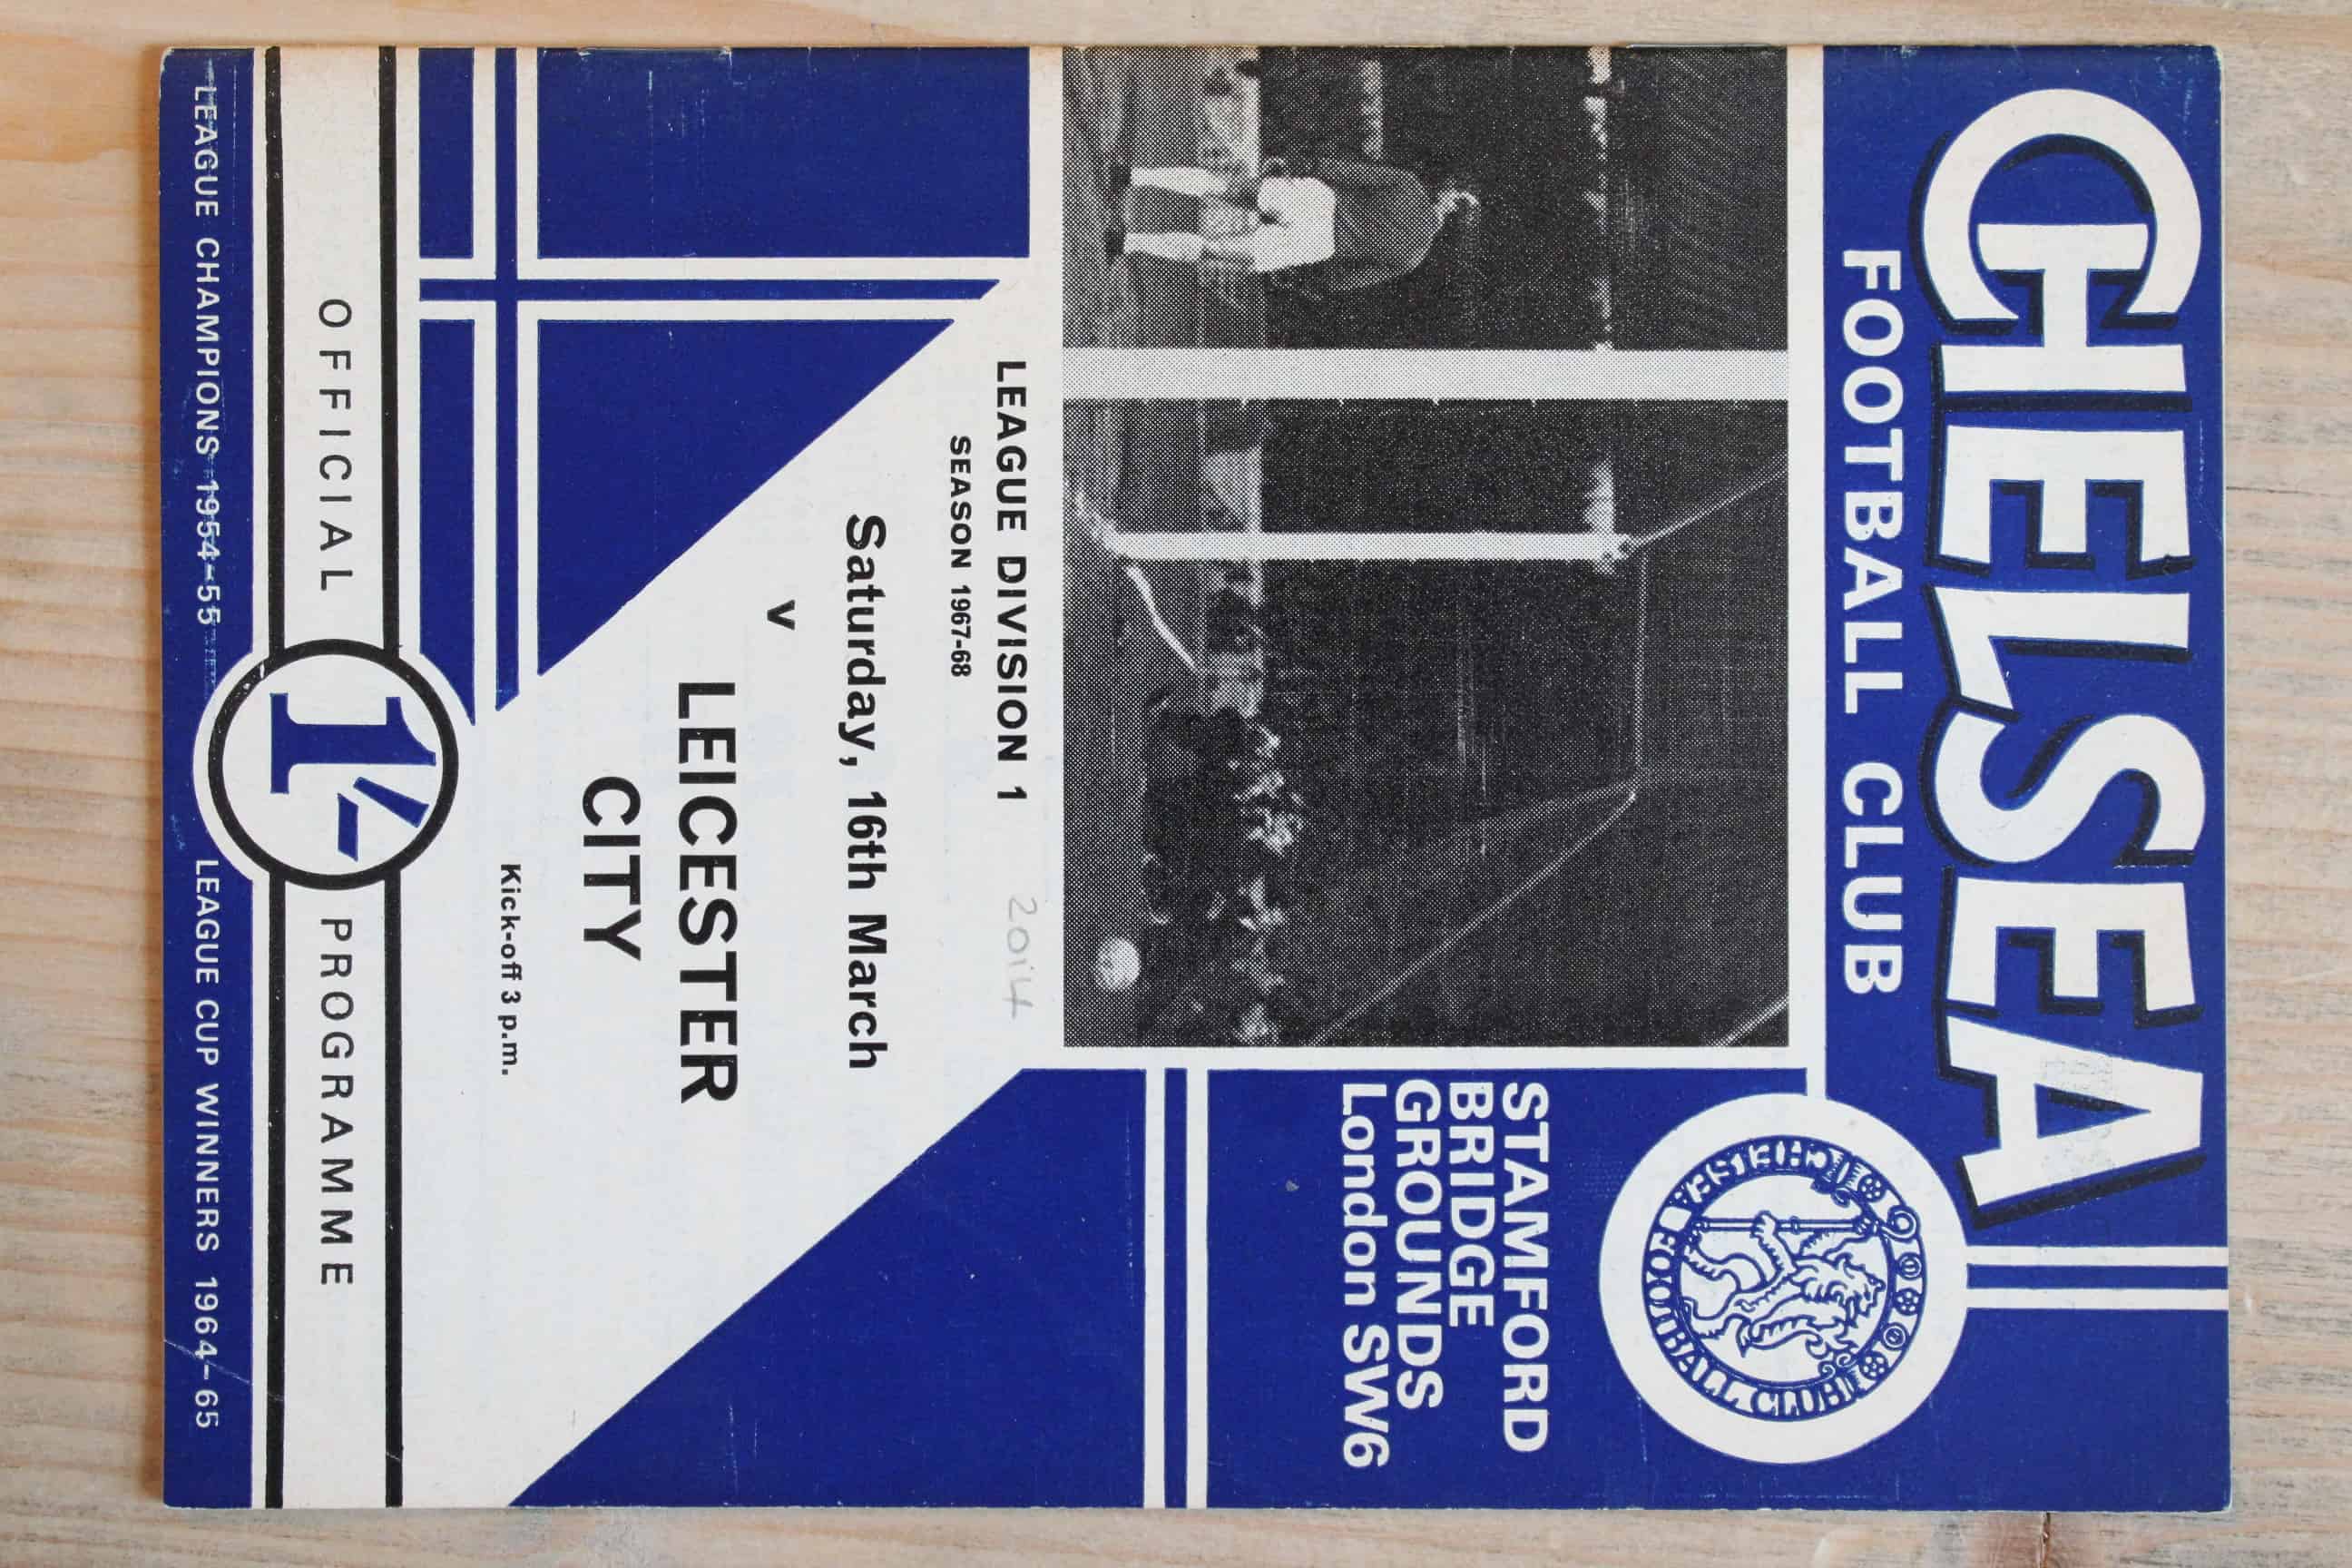 CHELSEA
FOOTBALL CLUB
CHELSEA FOOTBALL CLUB
STAMFORD
BRIDGE
GROUNDS
London SW6
LEAGUE DIVISION 1
2014
SEASON 1967-68
Saturday, 16th March
v
LEICESTER
CITY
Kick-off 3 p.m.
OFFICIAL 1/- PROGRAMME
LEAGUE CHAMPIONS 1954-55 LEAGUE CUP WINNERS 1964-65